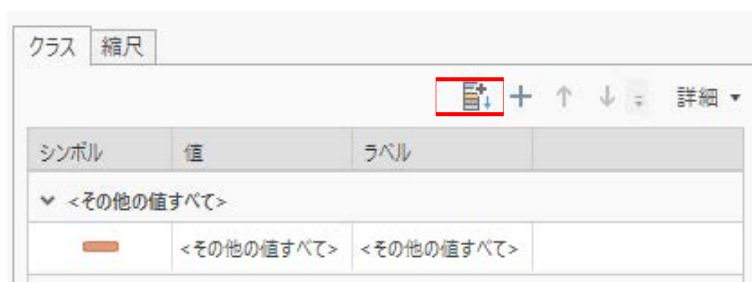 クラス 縮尺
詳細
シンボル 値 ラベル
<その他の値すべて>
<その他の値すべて> <その他の値すべて>